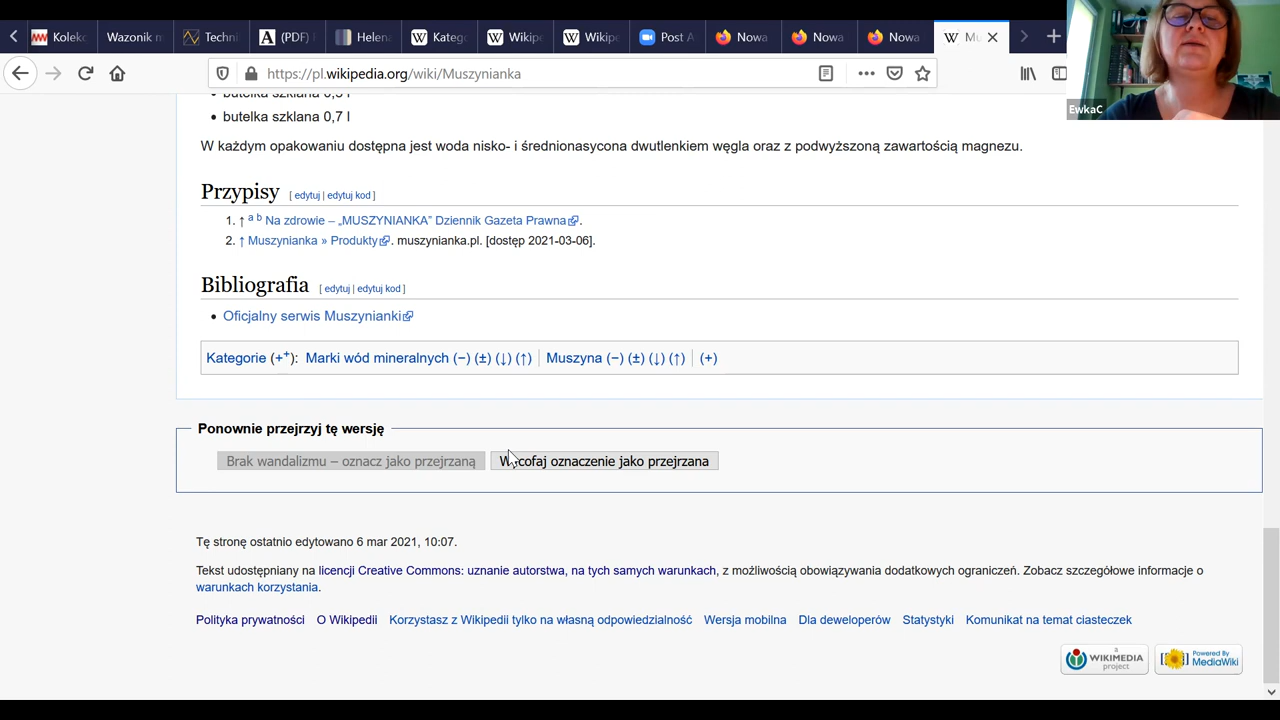 Kolek
Wazonik m
Techni
(PDF)
Helena
Katego
Wikipe
Wikipe
Post A
Nowa
Nowa
Nowa
https://pl.wikipedia.org/wiki/Muszynianka
EwkaC
• butelka szklana 0,7 l
W każdym opakowaniu dostępna jest woda nisko- i średnionasycona dwutlenkiem węgla oraz z podwyższoną zawartością magnezu.
Przypisy [ edytuj | edytuj kod ]
1. ↑ a b Na zdrowie – „MUSZYNIANKA” Dziennik Gazeta Prawna.
2. ↑ Muszynianka » Produkty. muszynianka.pl. [dostęp 2021-03-06].
Bibliografia [ edytuj | edytuj kod ]
• Oficjalny serwis Muszynianki
Kategorie (++): Marki wód mineralnych (−) (±) (↓) (↑) | Muszyna (−) (±) (↓) (↑) | (+)
Ponownie przejrzyj tę wersję
Brak wandalizmu – oznacz jako przejrzaną Wycofaj oznaczenie jako przejrzana
Tę stronę ostatnio edytowano 6 mar 2021, 10:07.
Tekst udostępniany na licencji Creative Commons: uznanie autorstwa, na tych samych warunkach, z możliwością obowiązywania dodatkowych ograniczeń. Zobacz szczegółowe informacje o
warunkach korzystania.
Polityka prywatności O Wikipedii Korzystasz z Wikipedii tylko na własną odpowiedzialność Wersja mobilna Dla deweloperów Statystyki Komunikat na temat ciasteczek
a WIKIMEDIA project
Powered By MediaWiki